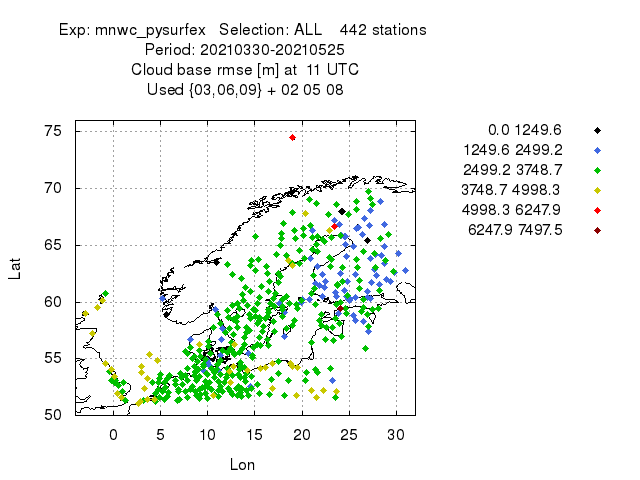 Exp: mnwc_pysurfex   Selection: ALL    442 stations
Period: 20210330-20210525
Cloud base rmse [m] at  11 UTC
Used {03,06,09} + 02 05 08
0.0 1249.6
1249.6 2499.2
2499.2 3748.7
3748.7 4998.3
4998.3 6247.9
6247.9 7497.5
75
70
65
60
55
50
Lat
0 5 10 15 20 25 30
Lon